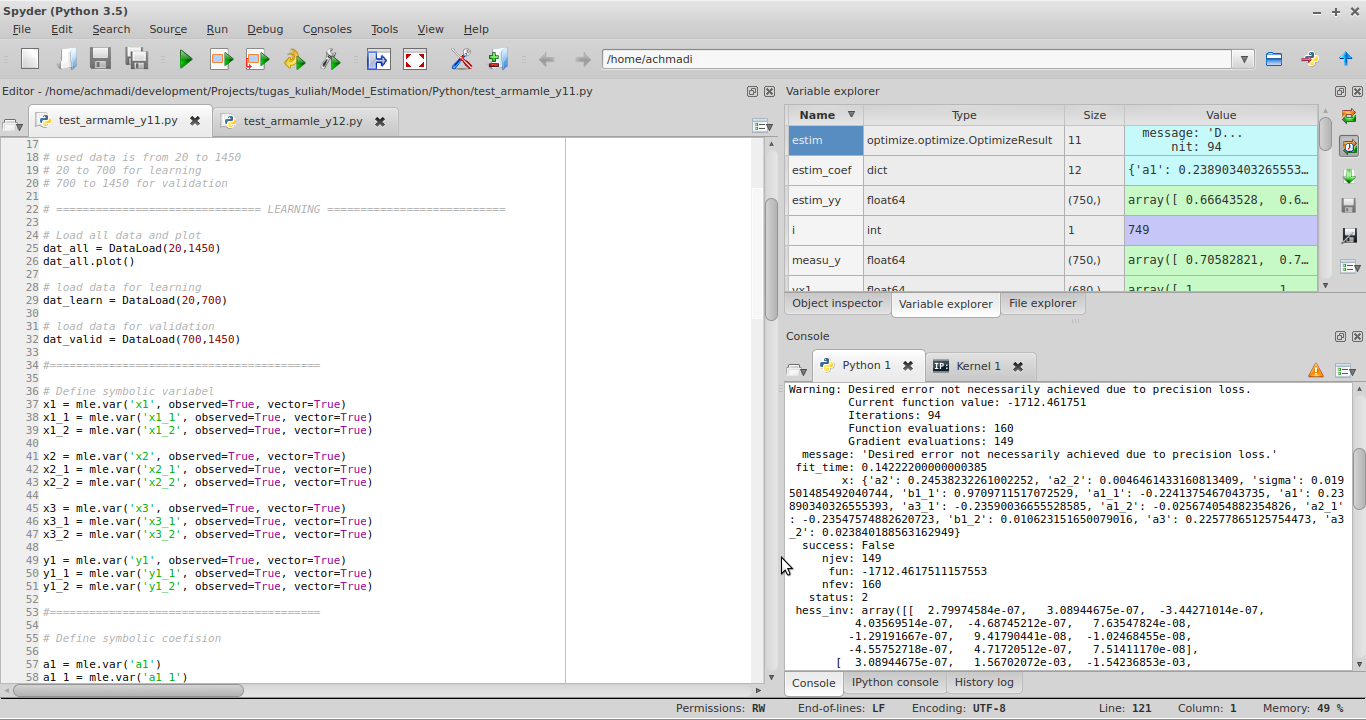 Spyder (Python 3.5)
File Edit Search Source Run Debug Consoles Tools View Help
/home/achmadi
Editor - /home/achmadi/development/Projects/tugas_kuliah/Model_Estimation/Python/test_armamle_y11.py
test_armamle_y11.py test_armamle_y12.py
17
18 # used data is from 20 to 1450
19 # 20 to 700 for learning
20 # 700 to 1450 for validation
21
22 # =============================== LEARNING ===========================
23
24 # Load all data and plot
25 dat_all = DataLoad(20,1450)
26 dat_all.plot()
27
28 # load data for learning
29 dat_learn = DataLoad(20,700)
30
31 # load data for validation
32 dat_valid = DataLoad(700,1450)
33
34 #=========================================
35
36 # Define symbolic variabel
37 x1 = mle.var('x1', observed=True, vector=True)
38 x1_1 = mle.var('x1_1', observed=True, vector=True)
39 x1_2 = mle.var('x1_2', observed=True, vector=True)
40
41 x2 = mle.var('x2', observed=True, vector=True)
42 x2_1 = mle.var('x2_1', observed=True, vector=True)
43 x2_2 = mle.var('x2_2', observed=True, vector=True)
44
45 x3 = mle.var('x3', observed=True, vector=True)
46 x3_1 = mle.var('x3_1', observed=True, vector=True)
47 x3_2 = mle.var('x3_2', observed=True, vector=True)
48
49 y1 = mle.var('y1', observed=True, vector=True)
50 y1_1 = mle.var('y1_1', observed=True, vector=True)
51 y1_2 = mle.var('y1_2', observed=True, vector=True)
52
53 #=========================================
54
55 # Define symbolic coefision
56
57 a1 = mle.var('a1')
58 a1_1 = mle.var('a1_1')
Variable explorer
Name Type Size Value
estim optimize.optimize.OptimizeResult 11 message: 'D...
nit: 94
estim_coef dict 12 {'a1': 0.238903403265553...
estim_yy float64 (750,) array([ 0.66643528, 0.6...
i int 1 749
measu_y float64 (750,) array([ 0.70582821, 0.7...
yx1 float64 (680,) array([ 1. 1
Object inspector Variable explorer File explorer
Console
Python 1 IP: Kernel 1
Warning: Desired error not necessarily achieved due to precision loss.
Current function value: -1712.461751
Iterations: 94
Function evaluations: 160
Gradient evaluations: 149
message: 'Desired error not necessarily achieved due to precision loss.'
fit_time: 0.14222200000000385
x: {'a2': 0.24538232261002252, 'a2_2': 0.0046461433160813409, 'sigma': 0.019
501485492040744, 'b1_1': 0.9709711517072529, 'a1_1': -0.2241375467043735, 'a1': 0.23
890340326555393, 'a3_1': -0.23590036655528585, 'a1_2': -0.025674054882354826, 'a2_1'
: -0.23547574882620723, 'b1_2': 0.010623151650079016, 'a3': 0.22577865125754473, 'a3
_2': 0.023840188563162949}
success: False
njev: 149
fun: -1712.4617511157553
nfev: 160
status: 2
hess_inv: array([[ 2.79974584e-07, 3.08944675e-07, -3.44271014e-07,
4.03569514e-07, -4.68745212e-07, 7.63547824e-08,
-1.29191667e-07, 9.41790441e-08, -1.02468455e-08,
-4.55752718e-07, 4.71720512e-07, 7.51411170e-08],
[ 3.08944675e-07, 1.56702072e-03, -1.54236853e-03,
Console IPython console History log
Permissions: RW End-of-lines: LF Encoding: UTF-8 Line: 121 Column: 1 Memory: 49 %